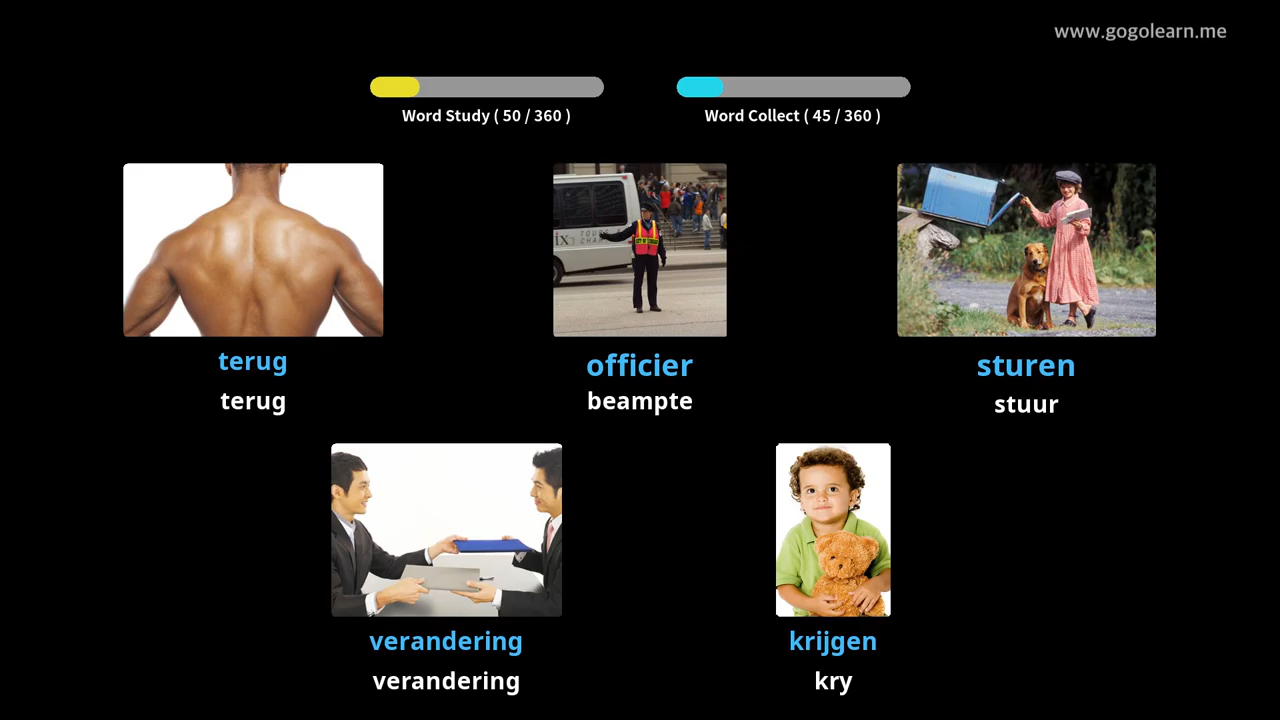 www.gogolearn.me
Word Study ( 50 / 360 )
Word Collect ( 45 / 360 )
terug
terug
officier
beampte
sturen
stuur
verandering
verandering
krijgen
kry